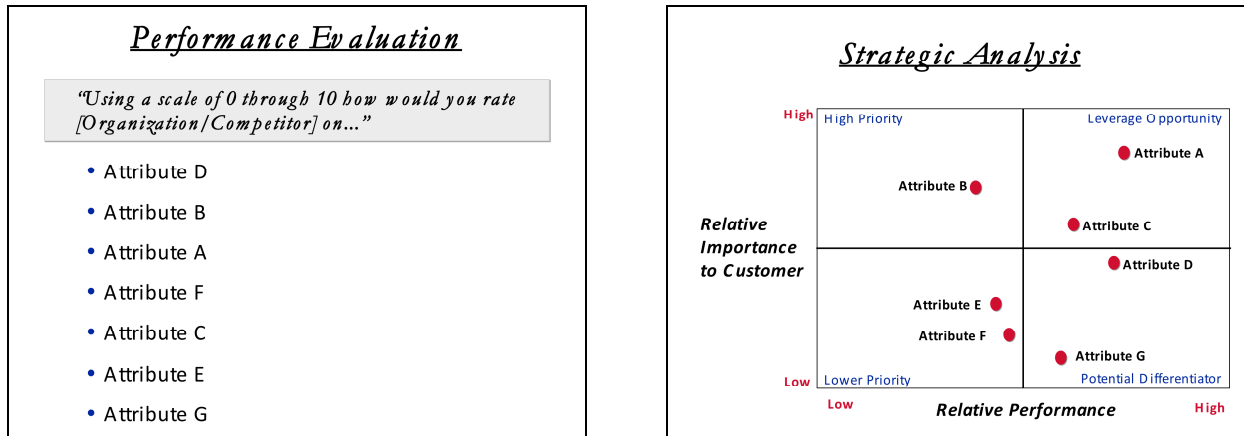 Performance Evaluation
“Using a scale of 0 through 10 how would you rate
[Organization/Competitor] on...”
• Attribute D
• Attribute B
• Attribute A
• Attribute F
• Attribute C
• Attribute E
• Attribute G
Strategic Analysis
High
High Priority
Leverage Opportunity
Attribute A
Attribute B
Attribute C
Relative
Importance
to Customer
Attribute D
Attribute E
Attribute F
Attribute G
Low
Lower Priority
Potential Differentiator
Low
Relative Performance
High